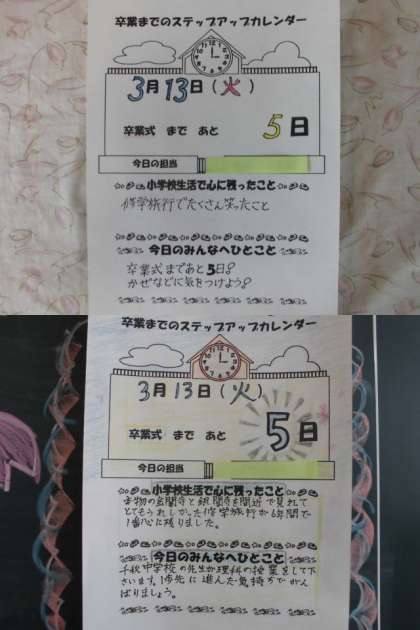 卒業までのステップアップカレンダー
3月13日(火)
卒業式 まで あと 5日
今日の担当
小学校生活で心に残ったこと
修学旅行でたくさん笑ったこと
今日のみんなへひとこと
卒業式まであと5日!
かぜなどに気をつけよう!
卒業までのステップアップカレンダー
3月13日(火)
卒業式 まで あと 5日
今日の担当
小学校生活で心に残ったこと
本物の金閣寺と銀閣寺を間近で見れて
とてもうれしかった修学旅行が6年間で
1番心に残りました。
今日のみんなへひとこと
千秋中学校の先生が理科の授業をして下
さいます。1歩先に進んだ気持ちでがん
ばりましょう。